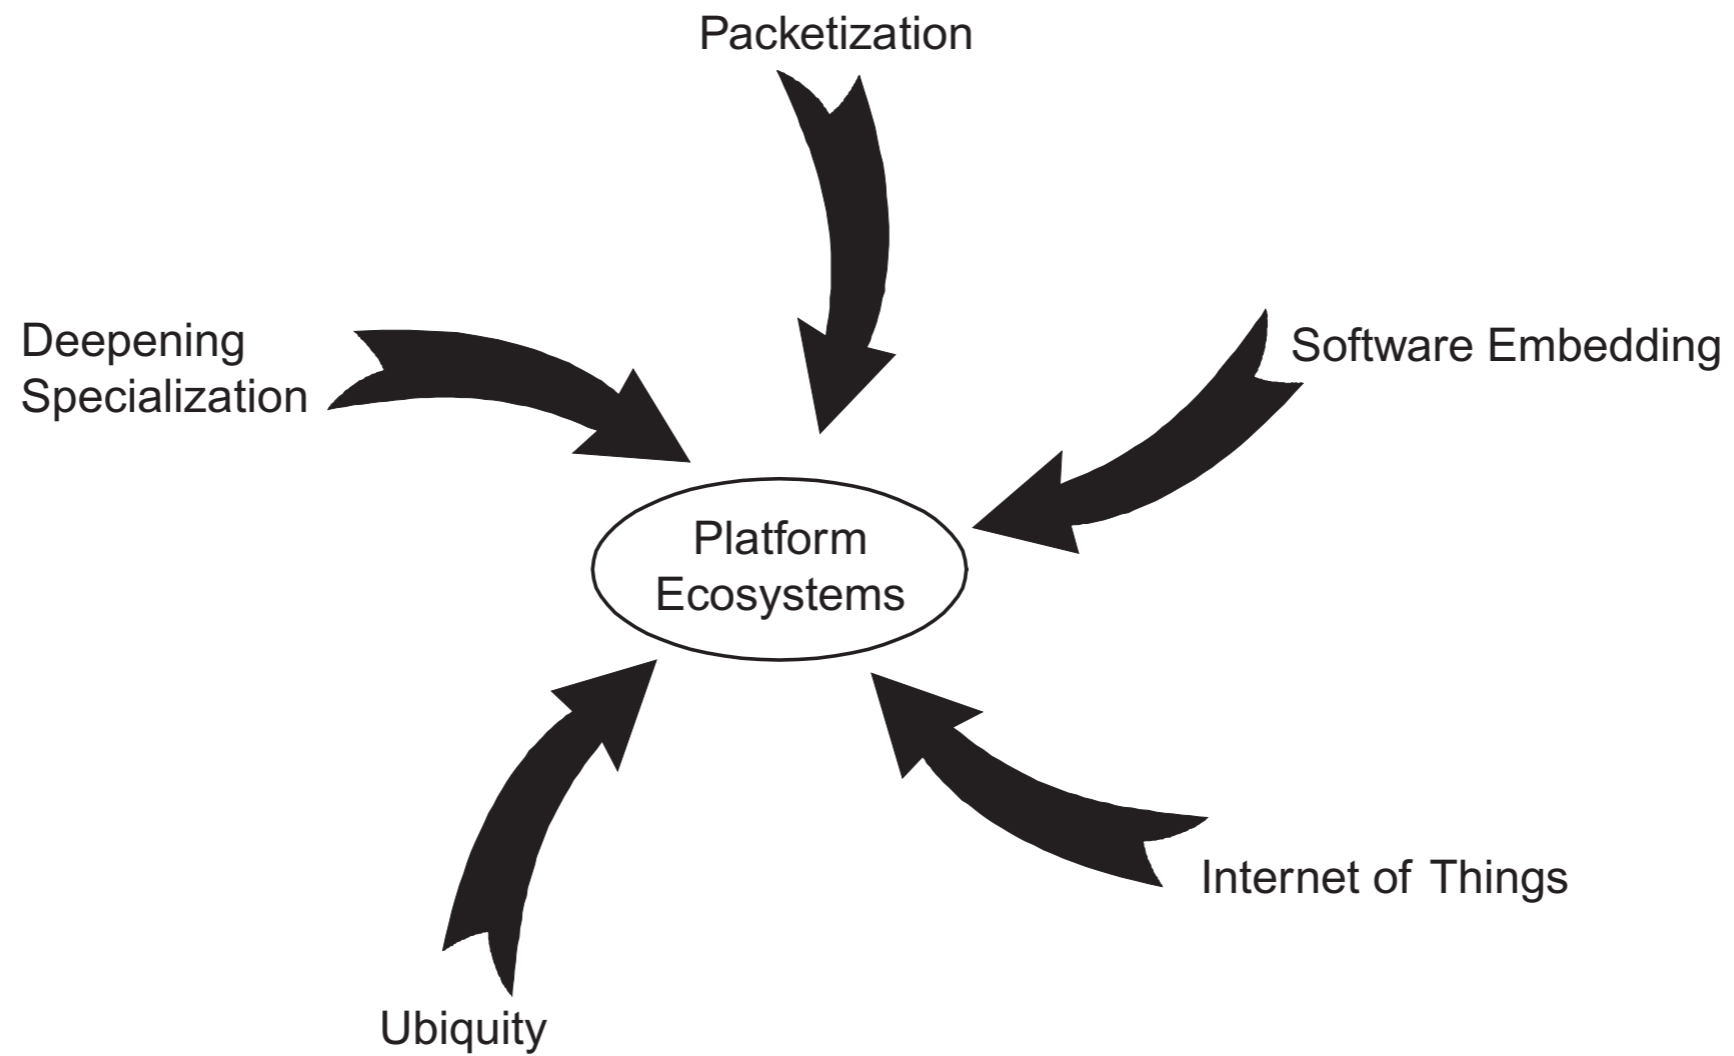 Packetization
Deepening
Specialization
Software Embedding
Platform
Ecosystems
Internet of Things
Ubiquity